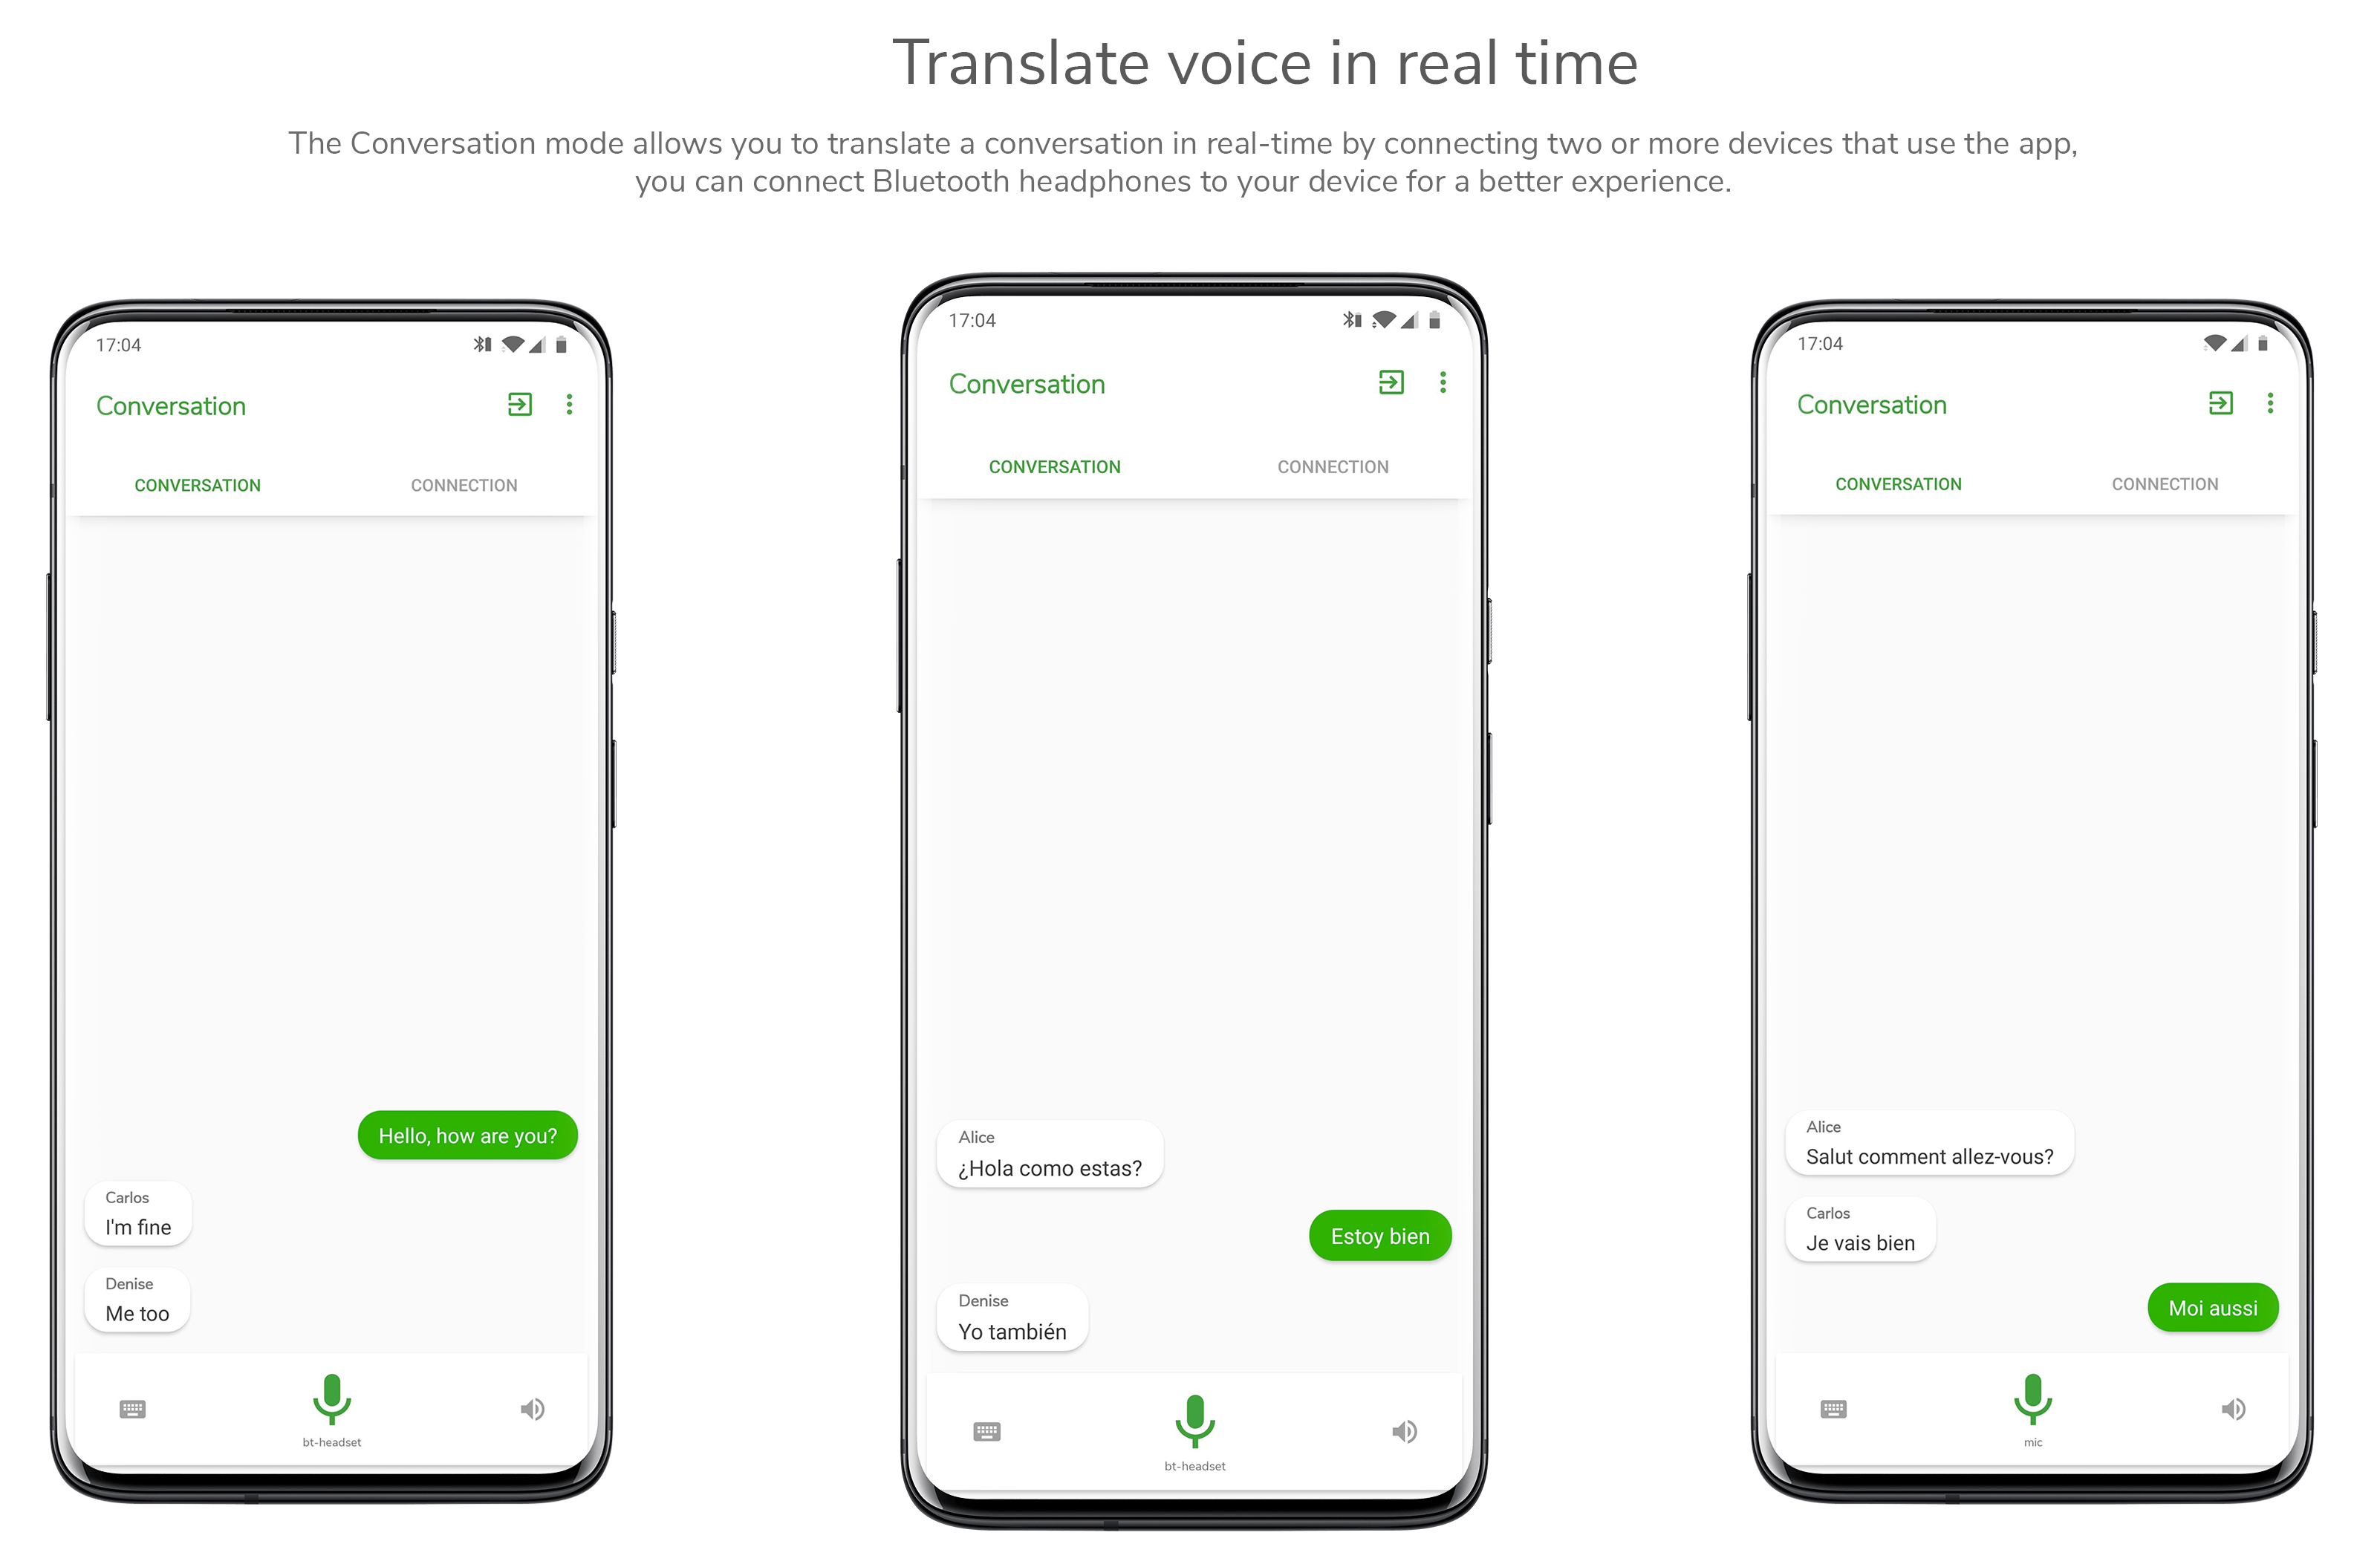 Translate voice in real time
The Conversation mode allows you to translate a conversation in real-time by connecting two or more devices that use the app,
you can connect Bluetooth headphones to your device for a better experience.
17:04
Conversation
CONVERSATION CONNECTION
Hello, how are you?
Carlos
I'm fine
Denise
Me too
bt-headset
17:04
Conversation
CONVERSATION CONNECTION
Alice
¿Hola como estas?
Estoy bien
Denise
Yo también
bt-headset
17:04
Conversation
CONVERSATION CONNECTION
Alice
Salut comment allez-vous?
Carlos
Je vais bien
Moi aussi
mic